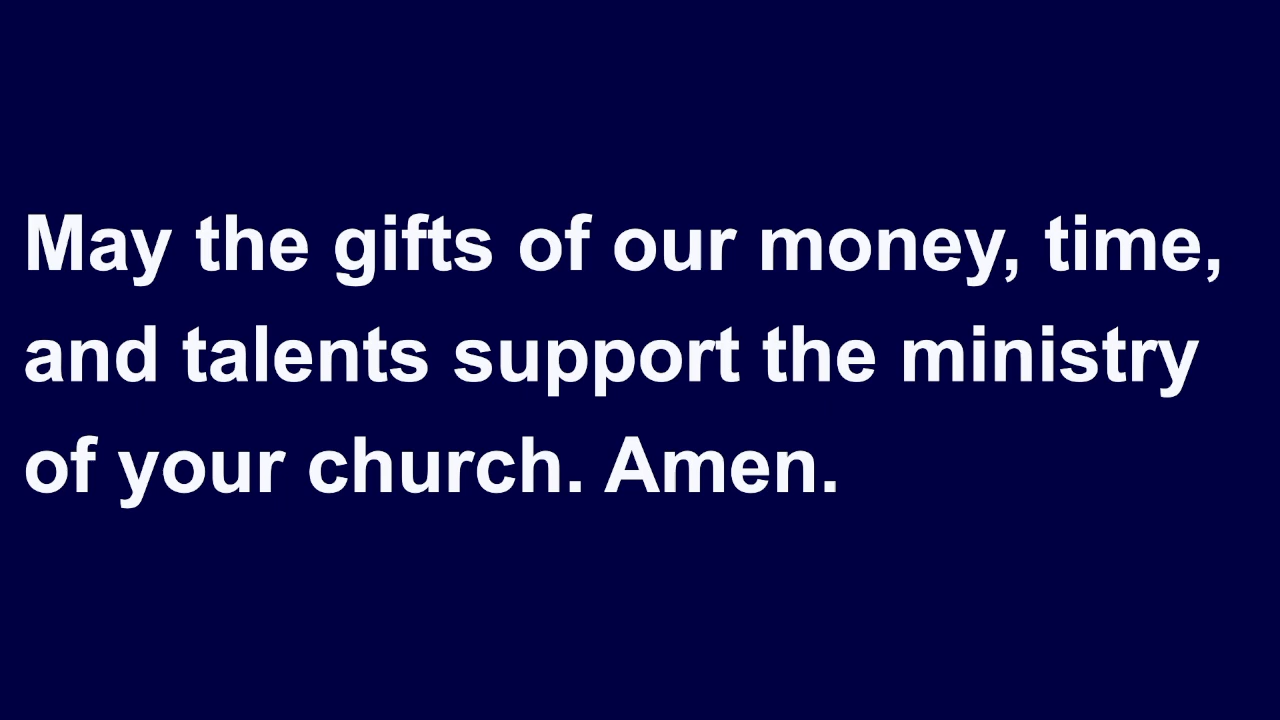 May the gifts of our money, time,
and talents support the ministry
of your church. Amen.